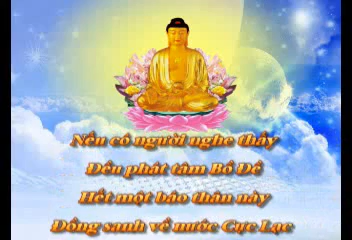 Nếu có người nghe thấy
Đều phát tâm Bồ Đề
Hết một báo thân này
Đồng sanh về nước Cực Lạc